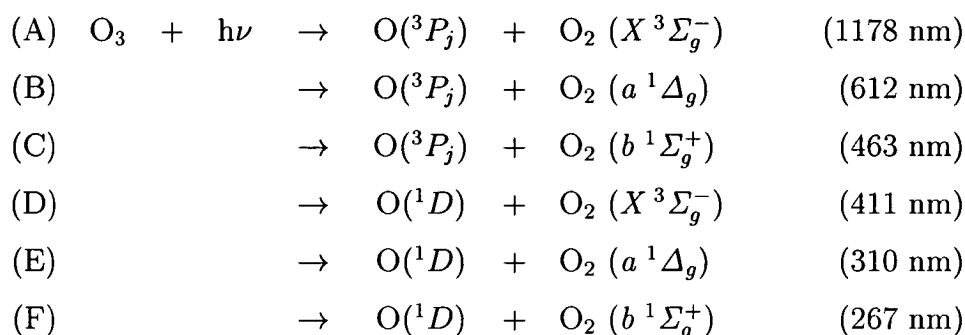 (A) O₃ + hν → O(³Pⱼ) + O₂ (X ³Σg⁻) (1178 nm)
(B) → O(³Pⱼ) + O₂ (a ¹Δg) (612 nm)
(C) → O(³Pⱼ) + O₂ (b ¹Σg⁺) (463 nm)
(D) → O(¹D) + O₂ (X ³Σg⁻) (411 nm)
(E) → O(¹D) + O₂ (a ¹Δg) (310 nm)
(F) → O(¹D) + O₂ (b ¹Σg⁺) (267 nm)